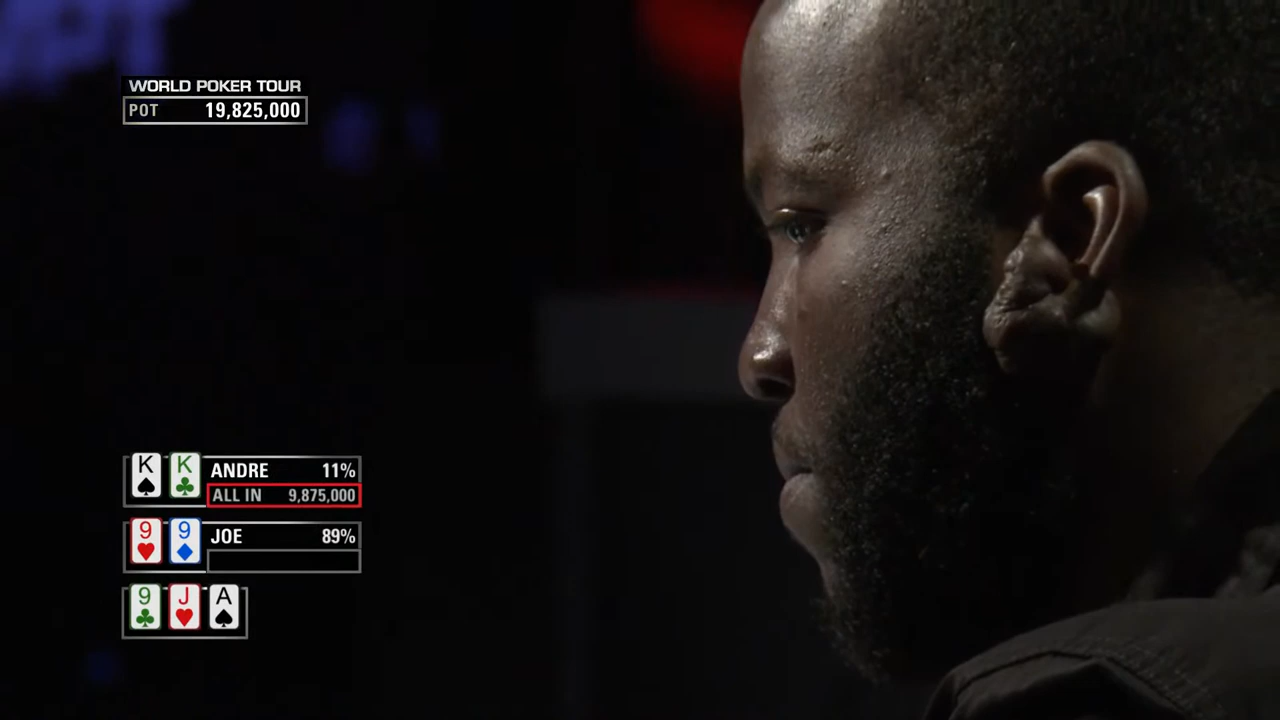 WPT
WORLD POKER TOUR
POT 19,825,000
K K ANDRE 11%
ALL IN 9,875,000
9 9 JOE 89%
9 J A